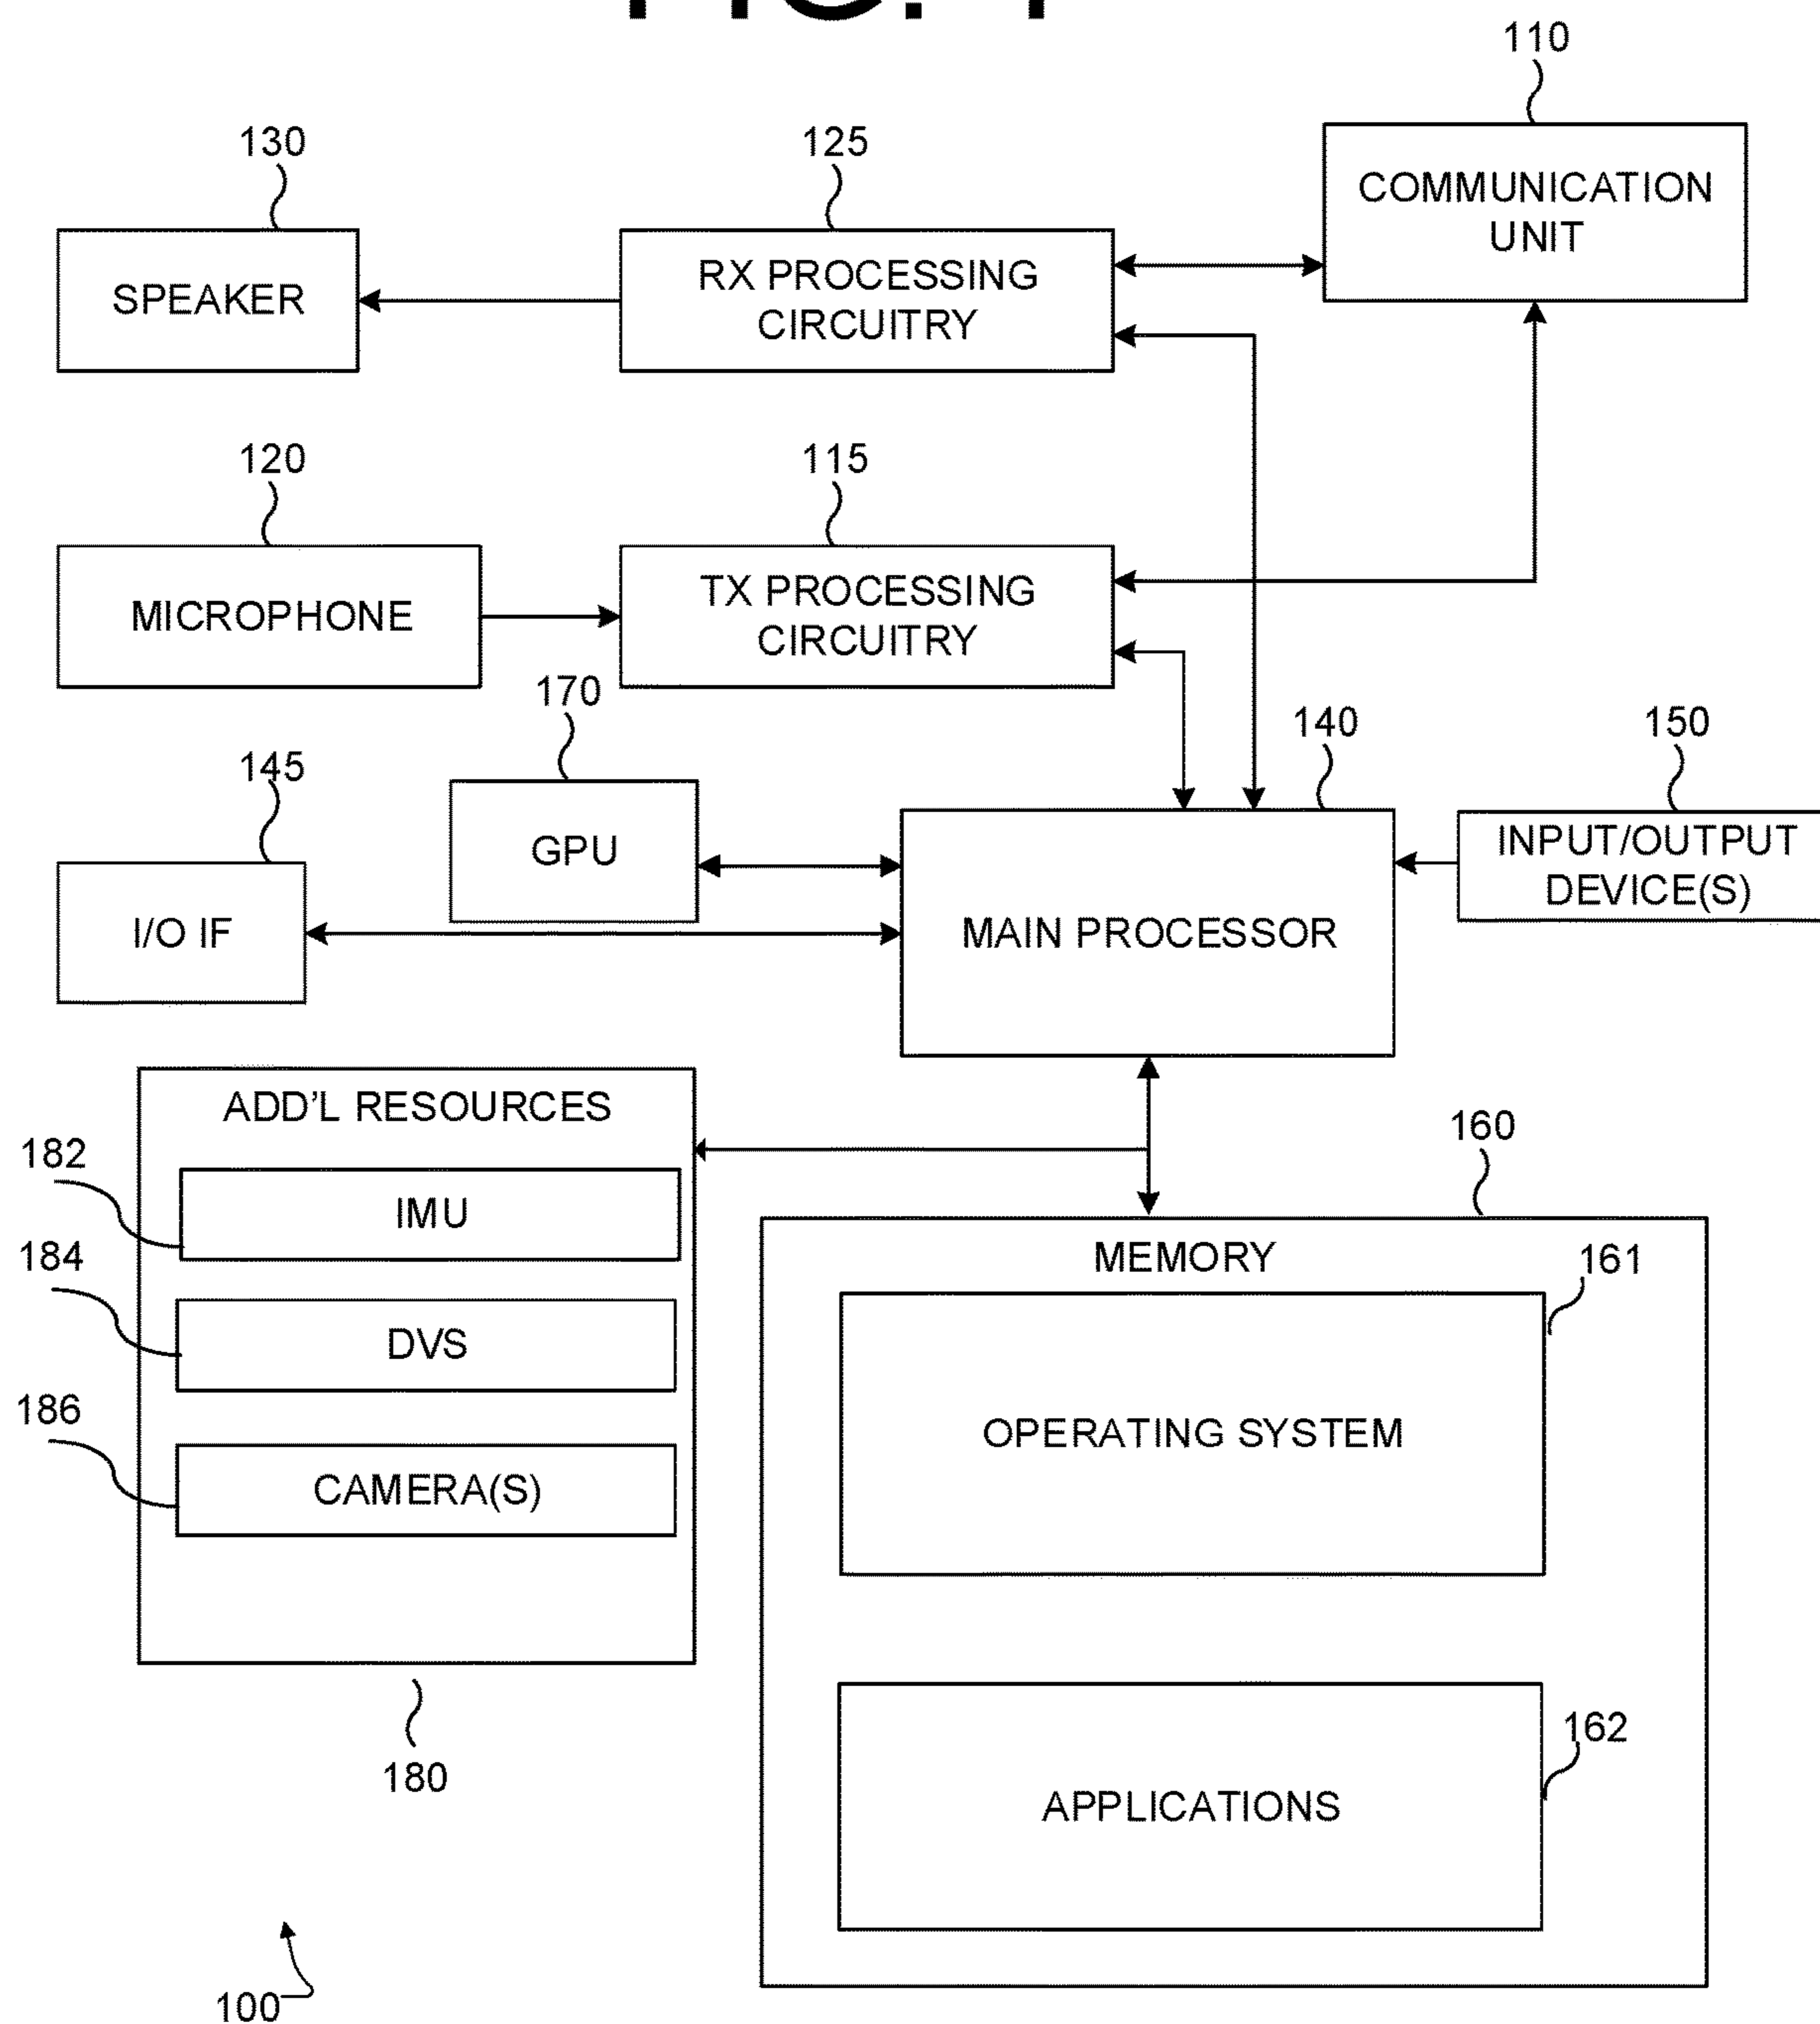 110
130
125
COMMUNICATION
UNIT
SPEAKER
RX PROCESSING
CIRCUITRY
120
115
MICROPHONE
TX PROCESSING
CIRCUITRY
170
140
150
145
GPU
INPUT/OUTPUT
DEVICE(S)
I/O IF
MAIN PROCESSOR
ADD'L RESOURCES
160
182
IMU
MEMORY
161
184
DVS
186
OPERATING SYSTEM
CAMERA(S)
162
180
APPLICATIONS
100